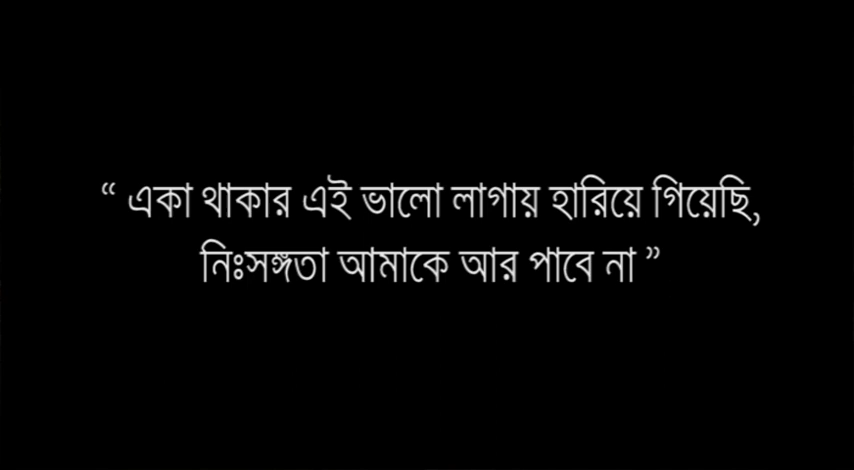 “ একা থাকার এই ভালো লাগায় হারিয়ে গিয়েছি,
নিঃসঙ্গতা আমাকে আর পাবে না ”